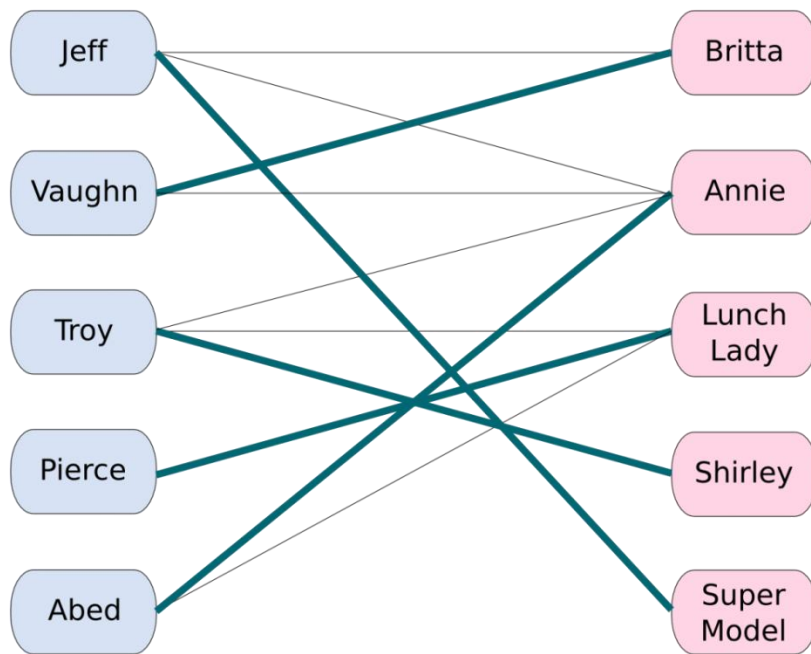 Jeff
Britta
Vaughn
Annie
Troy
Lunch
Lady
Pierce
Shirley
Abed
Super
Model